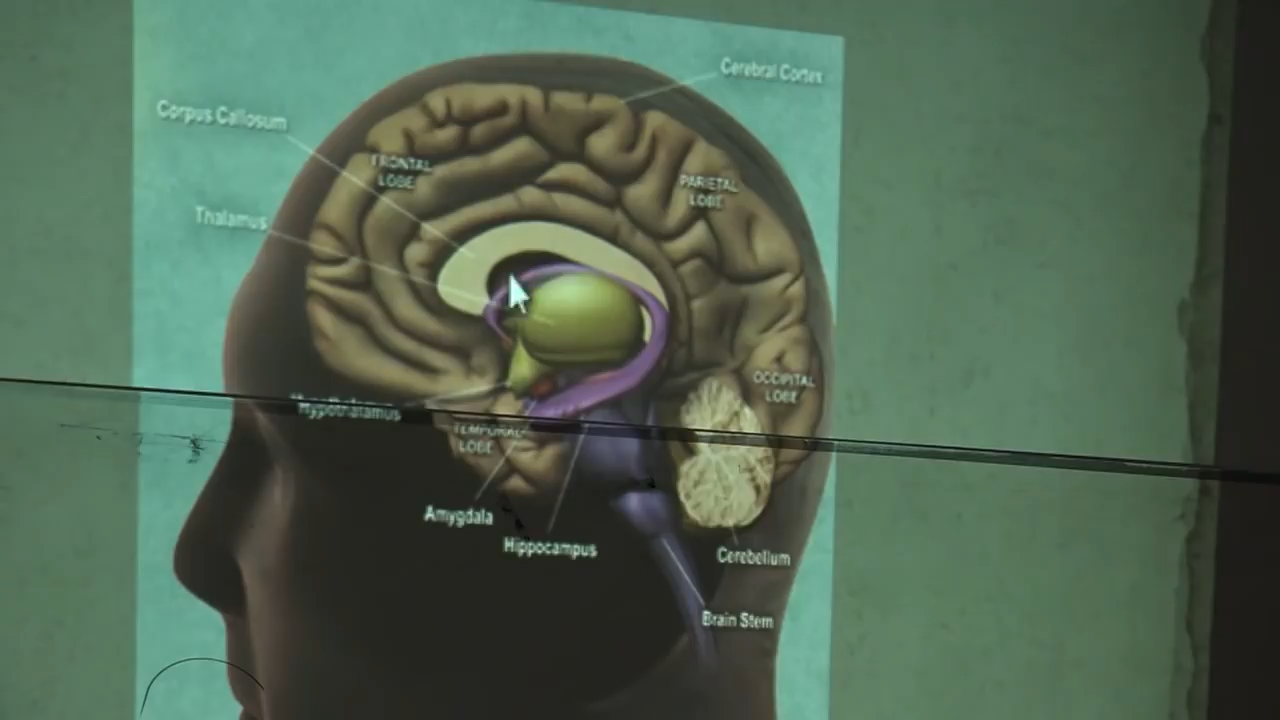 Cerebral Cortex
Corpus Callosum
FRONTAL
LOBE
PARIETAL
LOBE
Thalamus
OCCIPITAL
LOBE
Hypothalamus
TEMPORAL
LOBE
Amygdala
Hippocampus
Cerebellum
Brain Stem